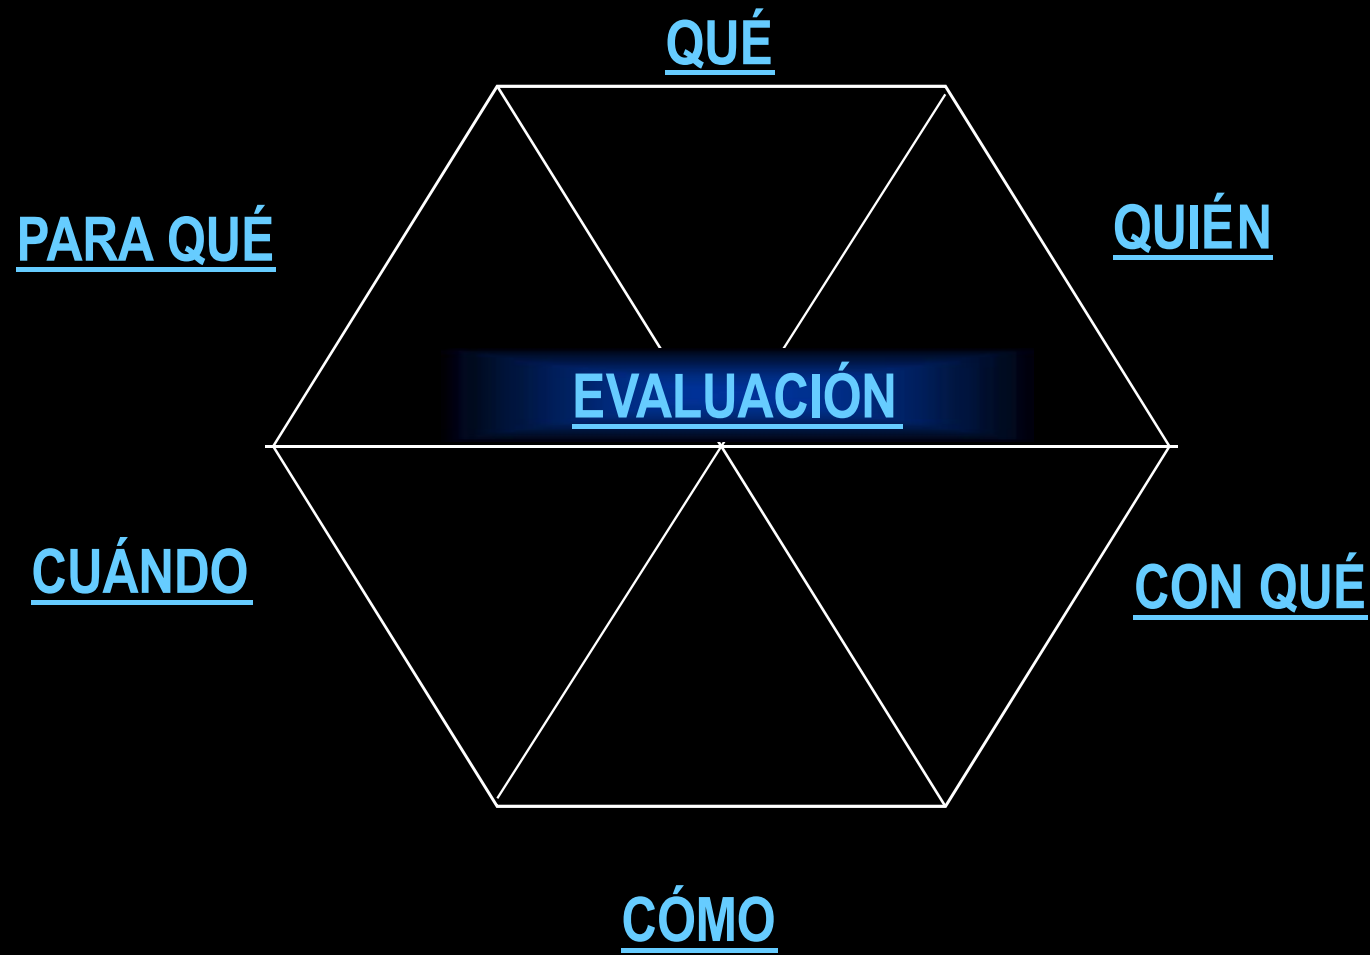 QUÉ
PARA QUÉ
QUIÉN
EVALUACIÓN
CUÁNDO
CON QUÉ
CÓMO